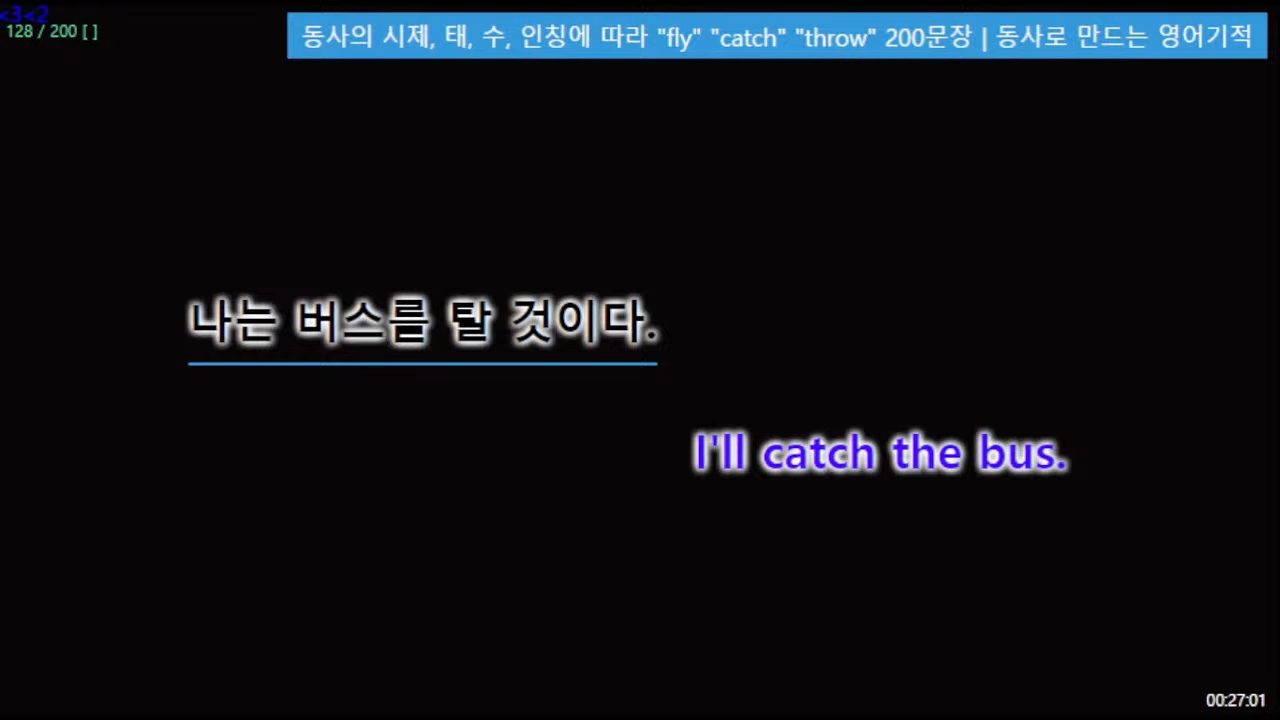 <3<2
128 / 200 [ ]
동사의 시제, 태, 수, 인칭에 따라 "fly" "catch" "throw" 200문장 | 동사로 만드는 영어기적
나는 버스를 탈 것이다.
I'll catch the bus.
00:27:01